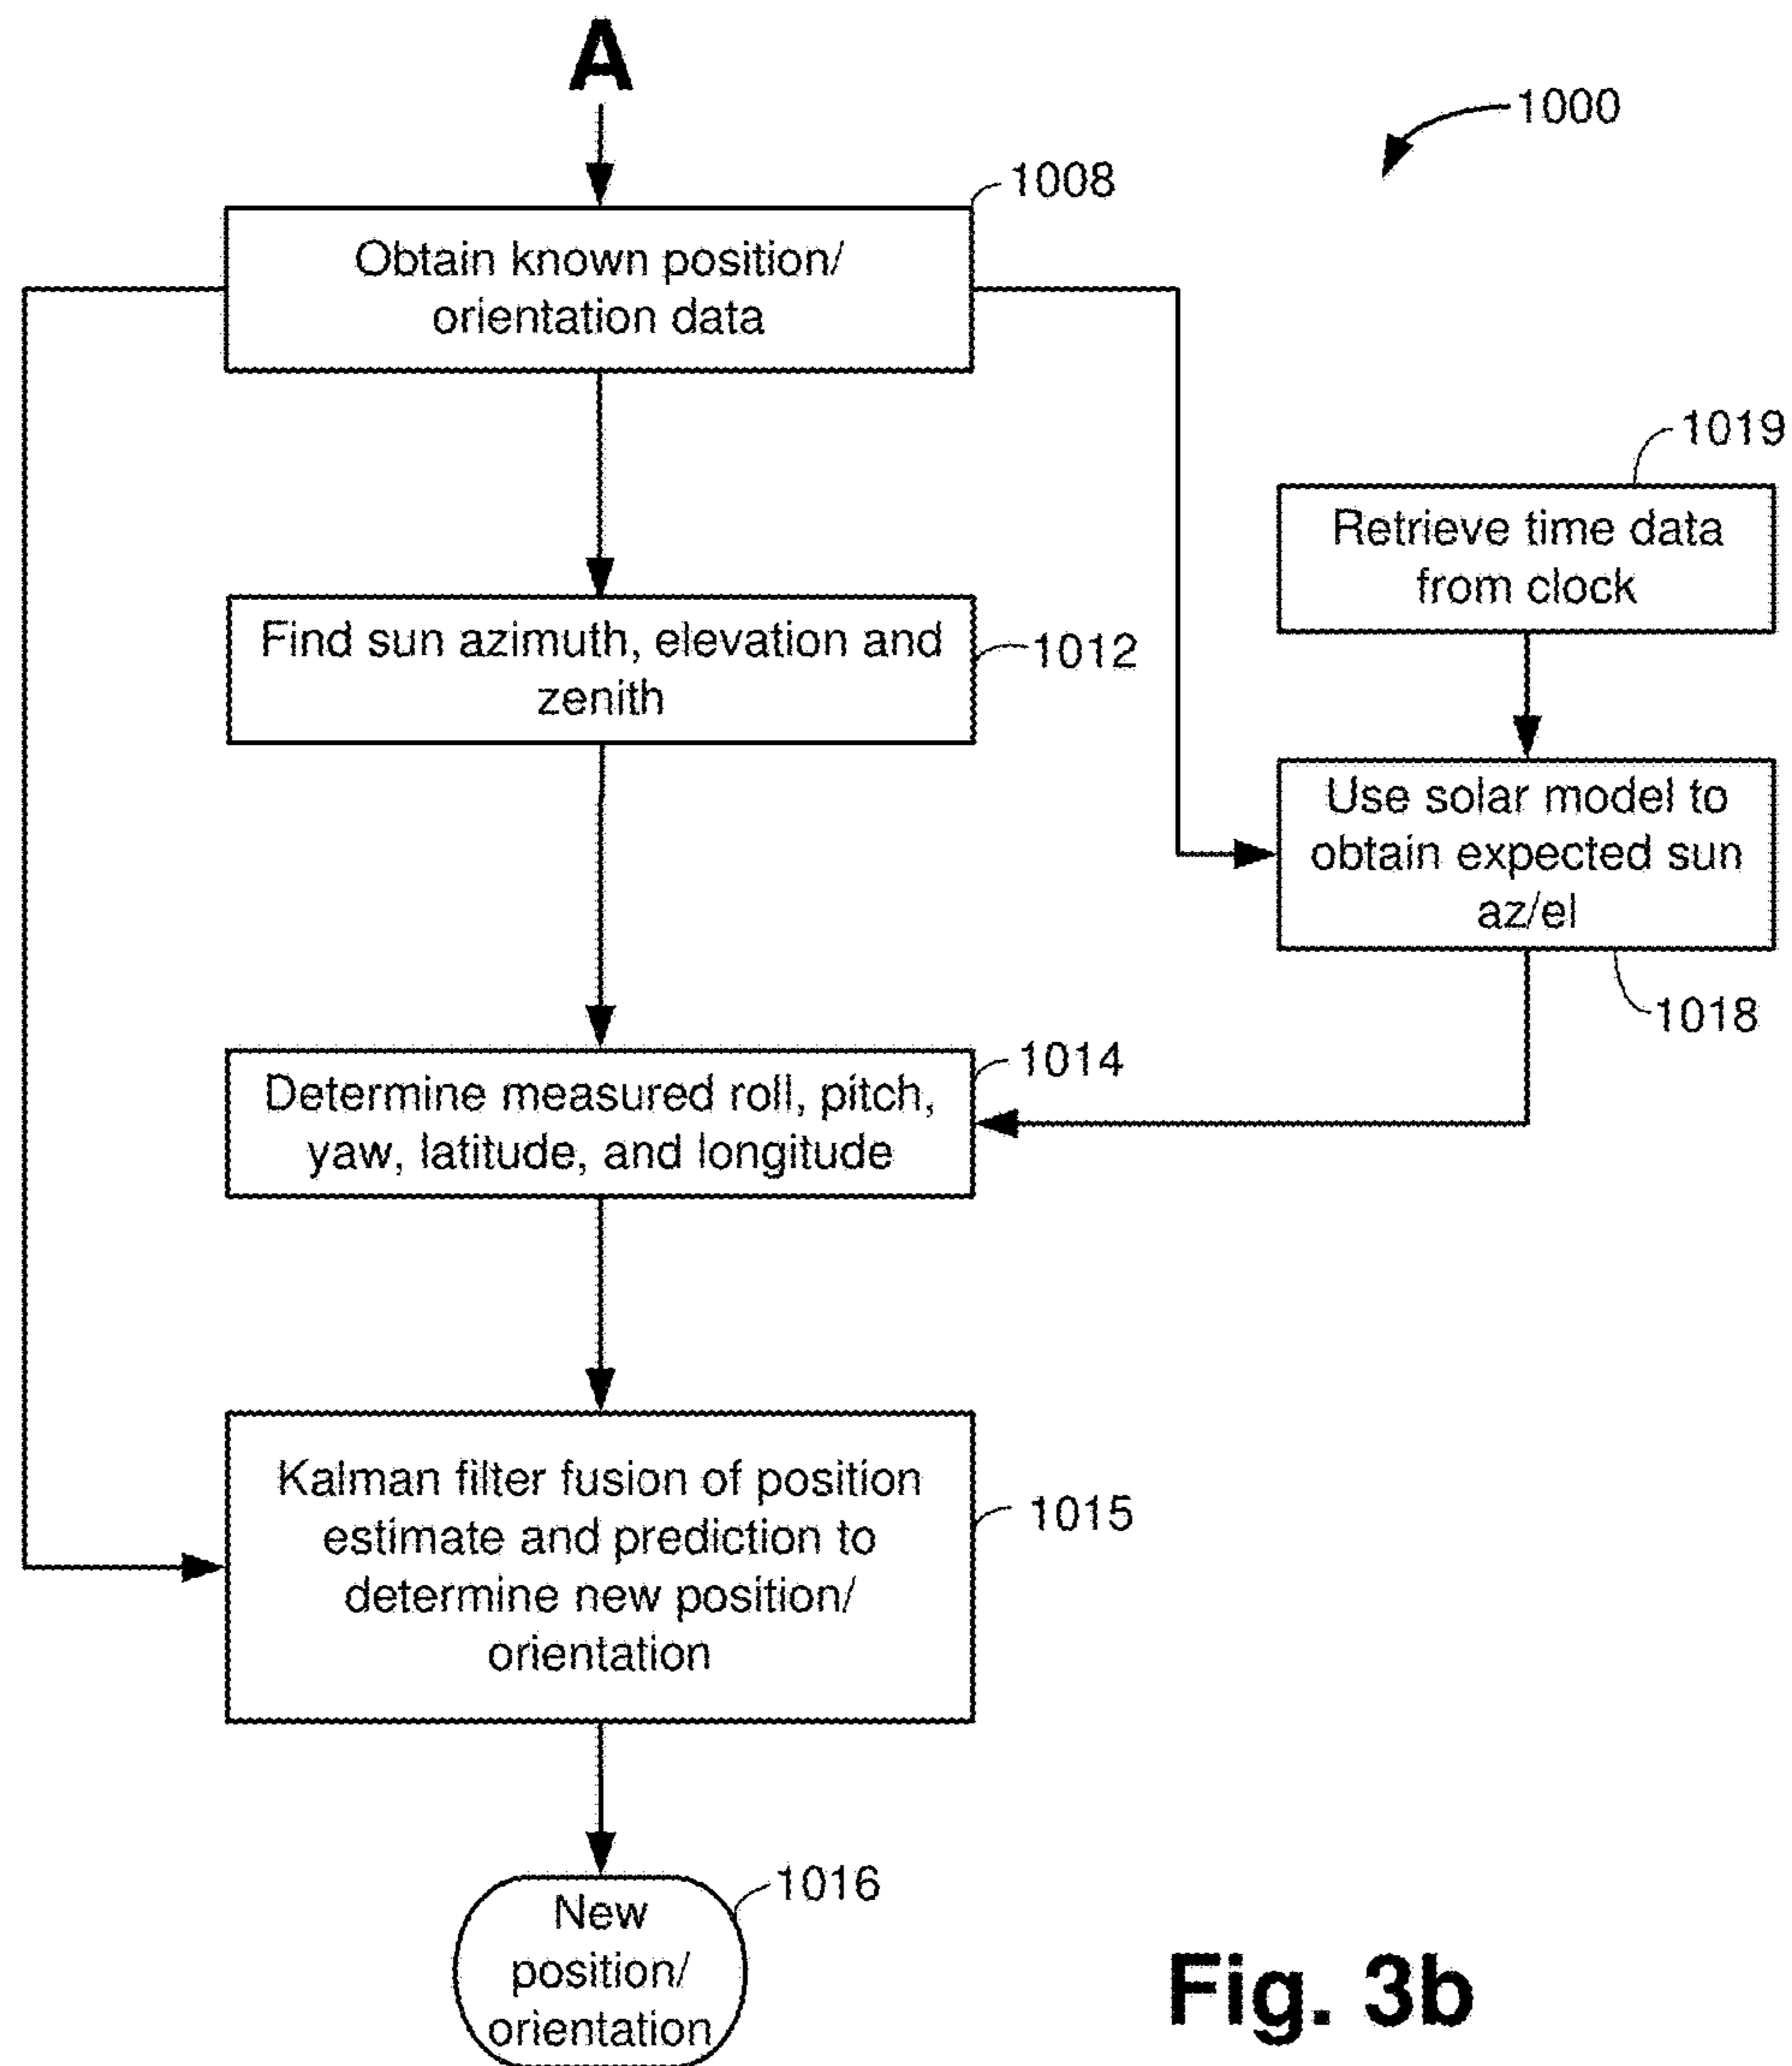 A
1000
1008
Obtain known position/
orientation data
1019
Retrieve time data
from clock
Find sun azimuth, elevation and
zenith
1012
Use solar model to
obtain expected sun
az/el
1018
1014
Determine measured roll, pitch,
yaw, latitude, and longitude
Kalman filter fusion of position
estimate and prediction to
determine new position/
orientation
1015
1016
New
position/
orientation
Fig. 3b